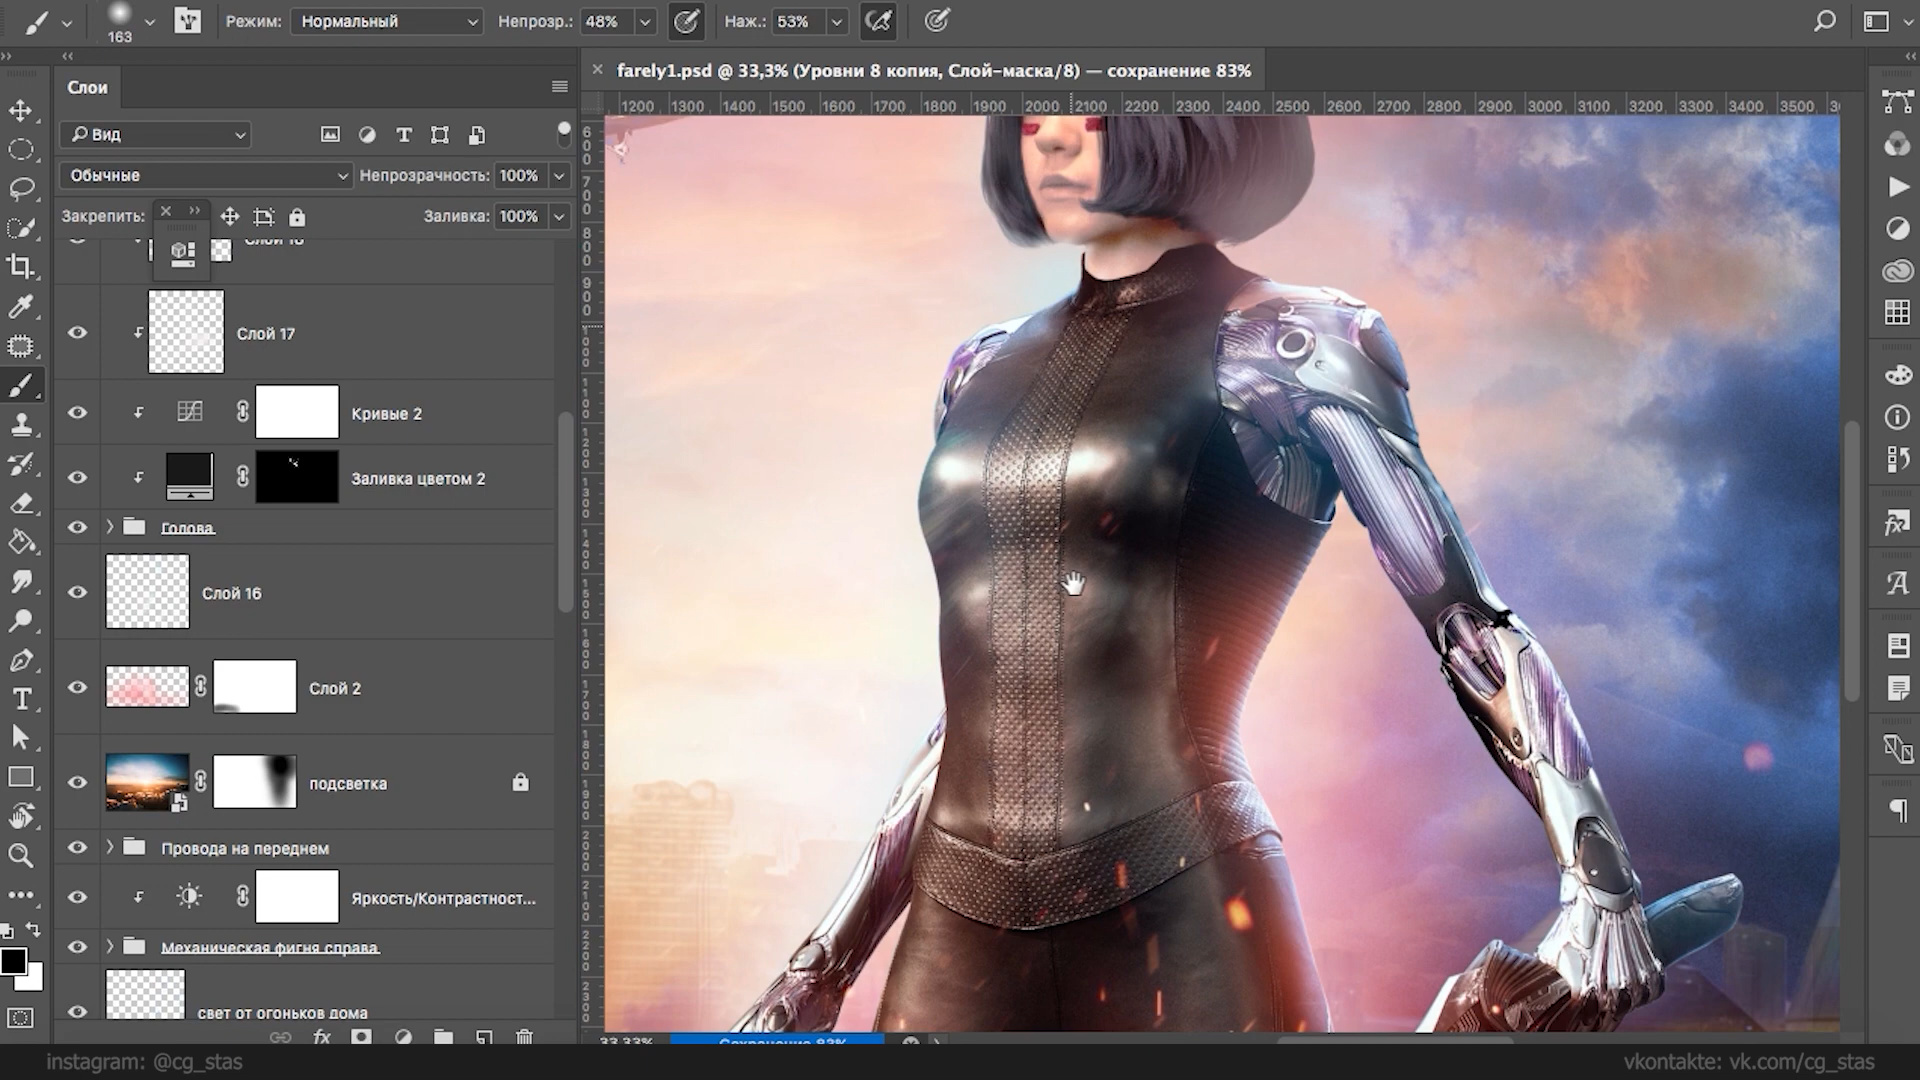 163
Режим: Нормальный Непрозр.: 48% Наж.: 53%
Слои
farely1.psd @ 33,3% (Уровни 8 копия, Слой-маска/8) — сохранение 83%
1200 1300 1400 1500 1600 1700 1800 1900 2000 2100 2200 2300 2400 2500 2600 2700 2800 2900 3000 3100 3200 3300 3400 3500
Вид
Обычные Непрозрачность: 100%
Закрепить: Заливка: 100%
Слой 18
Слой 17
Кривые 2
Заливка цветом 2
Голова
Слой 16
Слой 2
подсветка
Провода на переднем
Яркость/Контрастност...
Механическая фигня справа
свет от огоньков дома
33,33% Сохранение 83%
instagram: @cg_stas
vkontakte: vk.com/cg_stas